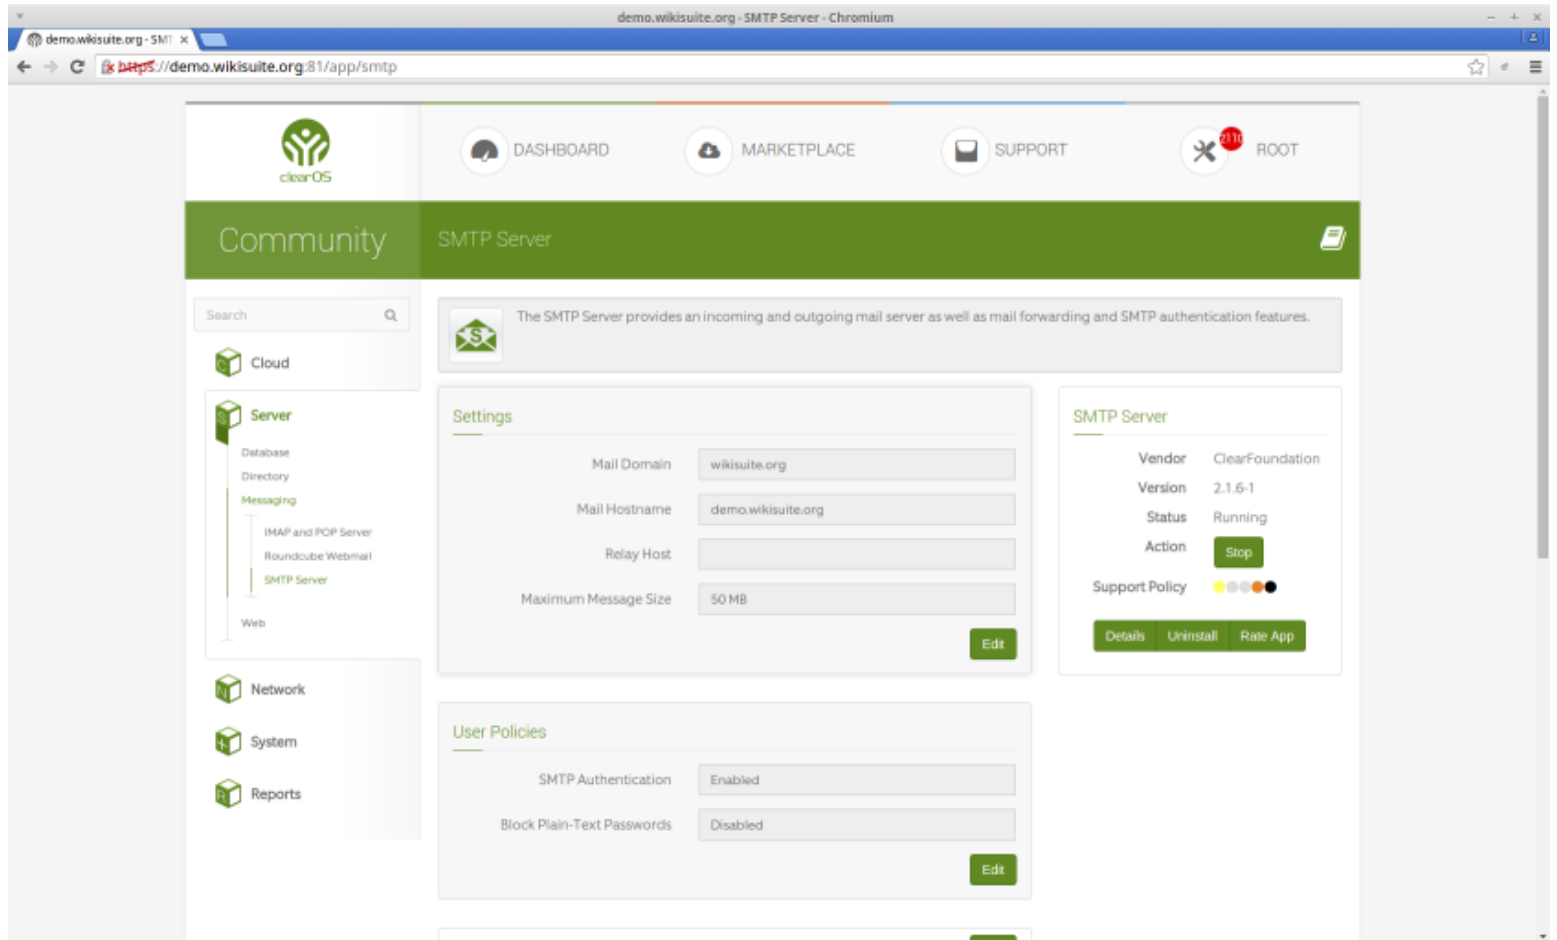 demo.wikisuite.org - SMTP Server - Chromium
demo.wikisuite.org - SMT
https://demo.wikisuite.org:81/app/smtp
clearOS
DASHBOARD
MARKETPLACE
SUPPORT
ROOT
Community
SMTP Server
Search
The SMTP Server provides an incoming and outgoing mail server as well as mail forwarding and SMTP authentication features.
Cloud
Server
Database
Directory
Messaging
IMAP and POP Server
Roundcube Webmail
SMTP Server
Web
Network
System
Reports
Settings
Mail Domain wikisuite.org
Mail Hostname demo.wikisuite.org
Relay Host
Maximum Message Size 50 MB
Edit
User Policies
SMTP Authentication Enabled
Block Plain-Text Passwords Disabled
Edit
SMTP Server
Vendor ClearFoundation
Version 2.1.6-1
Status Running
Action Stop
Support Policy
Details Uninstall Rate App